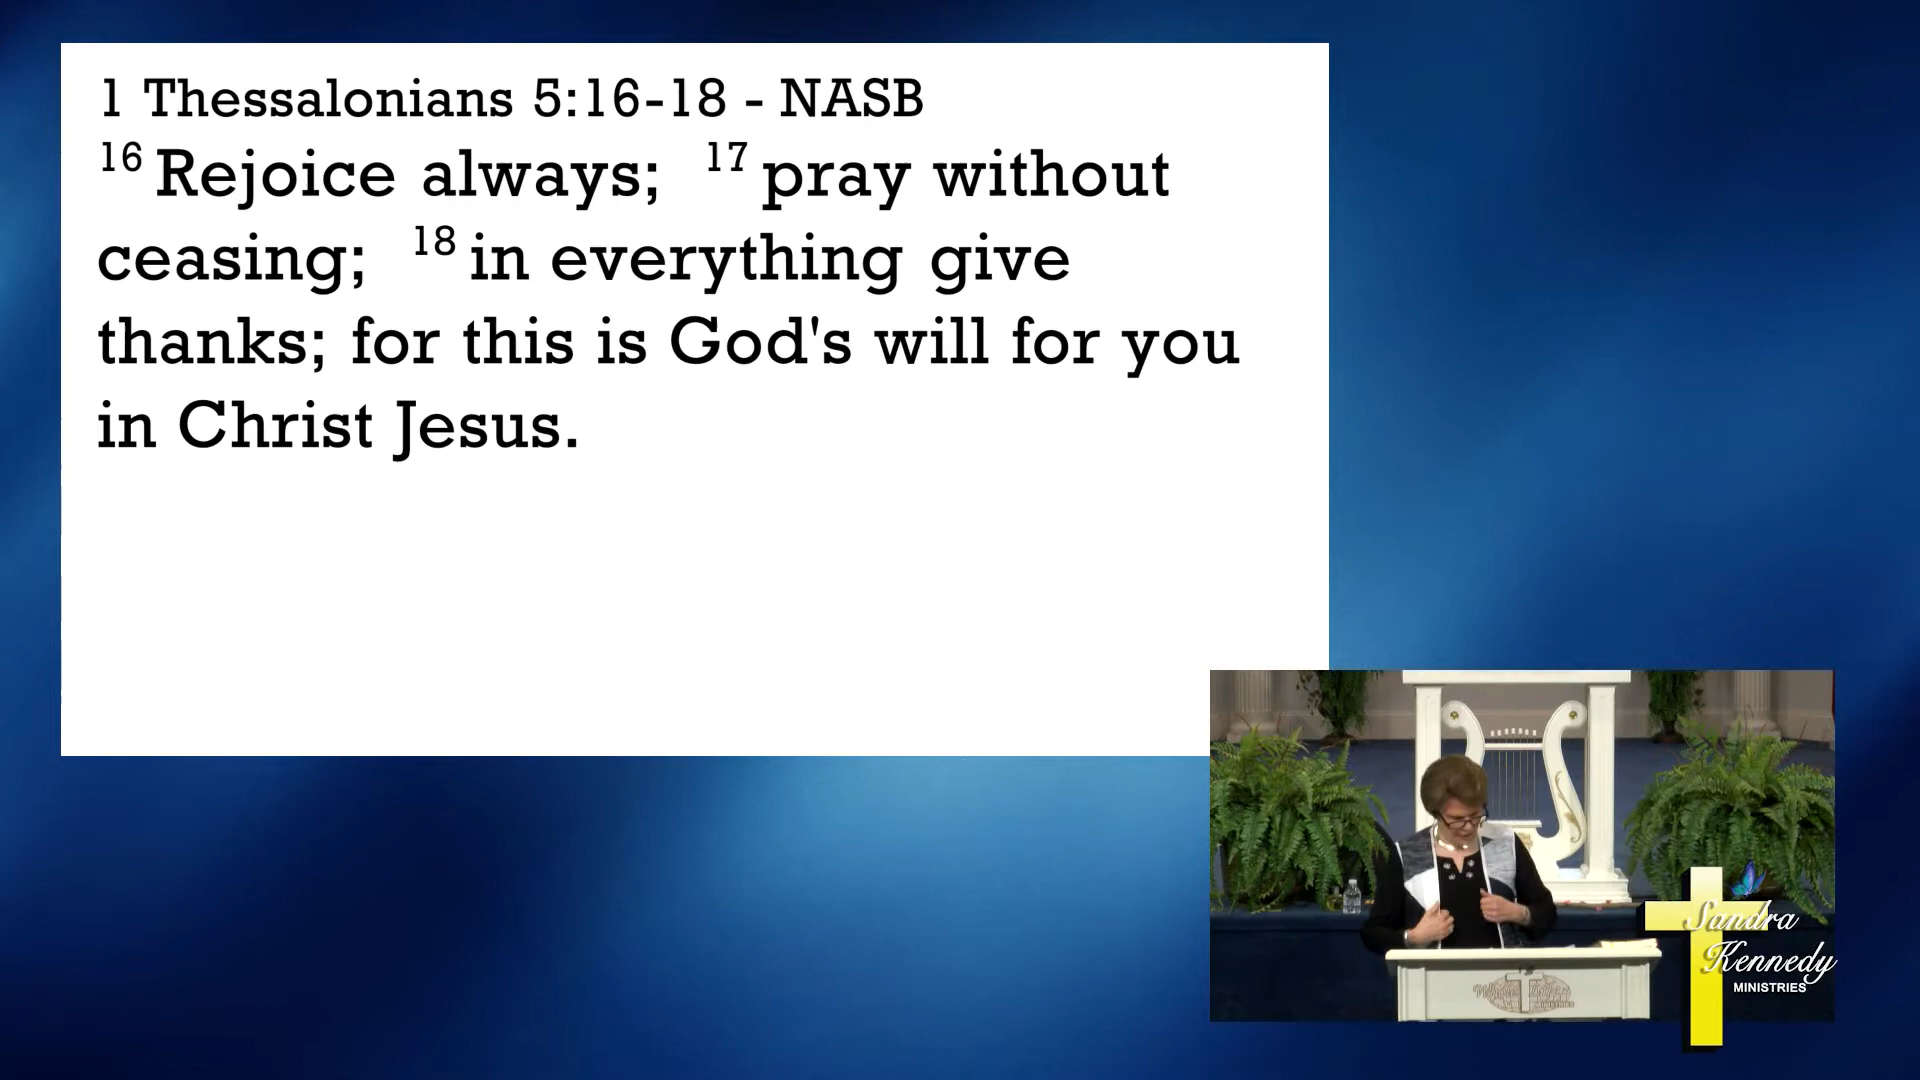 1 Thessalonians 5:16-18 - NASB
16 Rejoice always; 17 pray without
ceasing; 18 in everything give
thanks; for this is God's will for you
in Christ Jesus.
Sandra
Kennedy
MINISTRIES